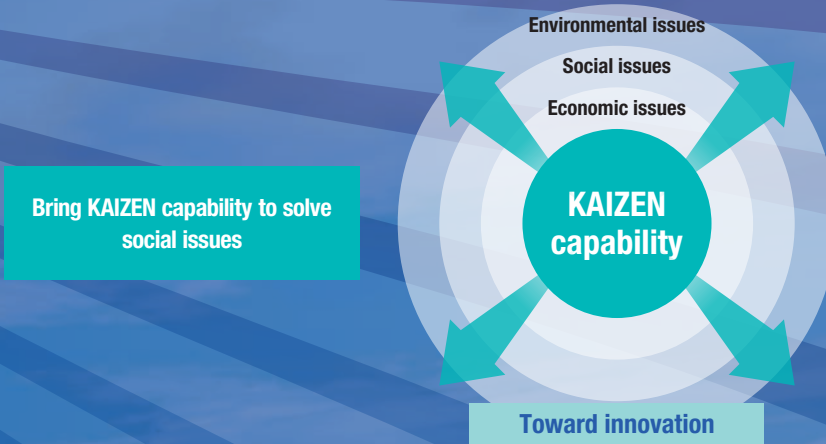 Environmental issues
Social issues
Economic issues
Bring KAIZEN capability to solve
social issues
KAIZEN
capability
Toward innovation